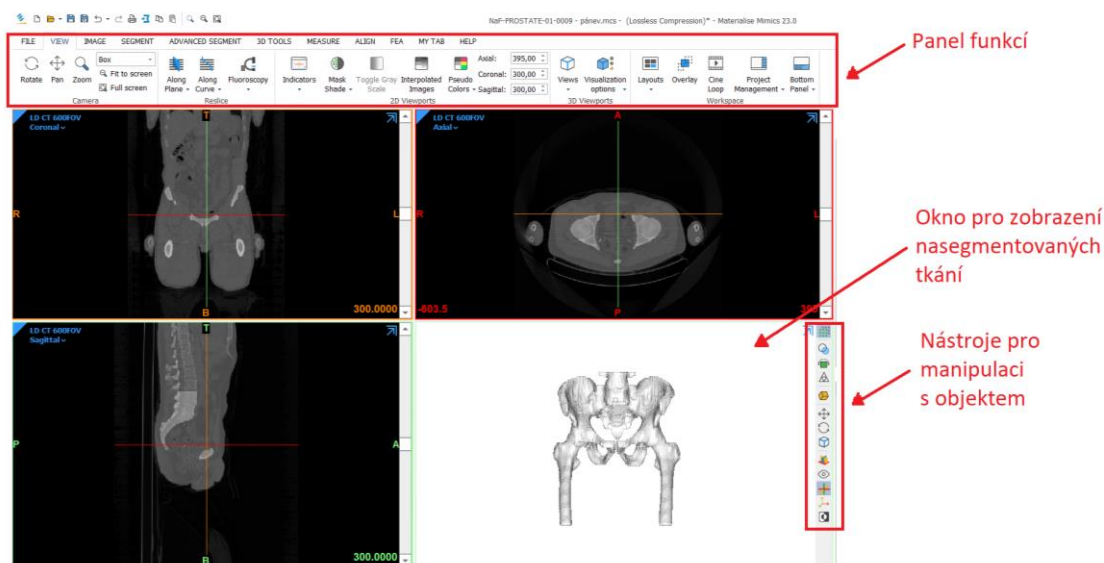 NaF-PROSTATE-01-0009 - pánev.mcs - (Lossless Compression)* - Materialise Mimics 23.0
FILE VIEW IMAGE SEGMENT ADVANCED SEGMENT 3D TOOLS MEASURE ALIGN FEA MY TAB HELP
Panel funkcí
Box
Axial: 395,00
Fit to screen
Coronal: 300,00
Full screen
Sagittal: 300,00
Rotate Pan Zoom
Along Plane
Along Curve
Fluoroscopy
Indicators
Mask Shade
Toggle Gray Scale
Interpolated Images
Pseudo Colors
Views
Visualization options
Layouts
Overlay
Cine Loop
Project Management
Bottom Panel
Camera Reslice 2D Viewports 3D Viewports Workspace
LD CT 600FOV
Coronal
T
R
L
B
300.0000
LD CT 600FOV
Axial
A
R
L
P
-603.5
Okno pro zobrazení
nasegmentovaných
tkání
LD CT 600FOV
Sagittal
T
P
A
B
300.0000
Nástroje pro
manipulaci
s objektem